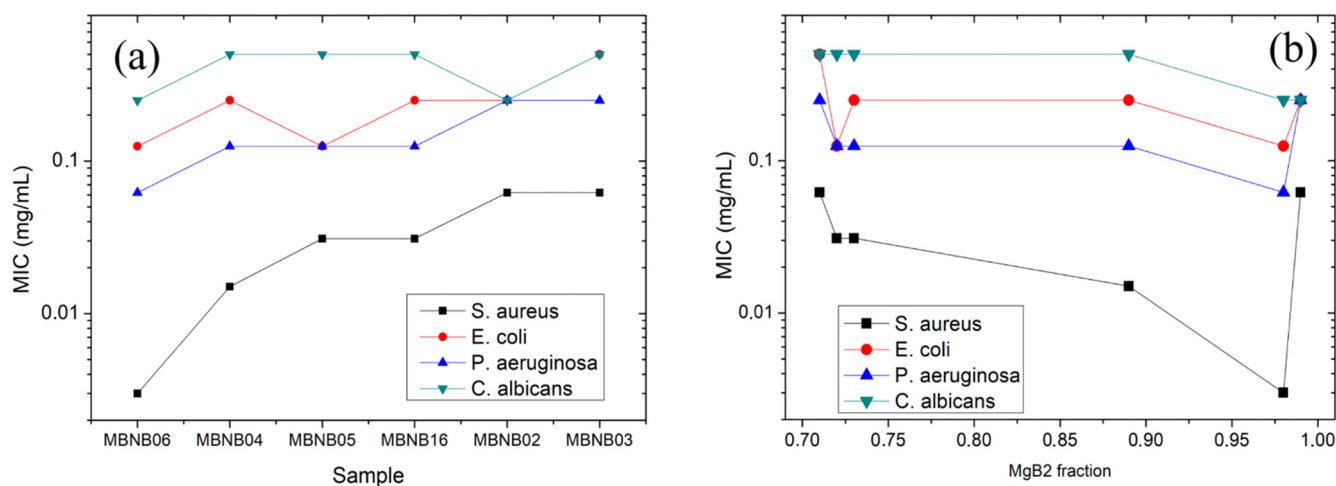 (a)
MIC (mg/mL)
0.1
0.01
S. aureus
E. coli
P. aeruginosa
C. albicans
MBNB06 MBNB04 MBNB05 MBNB16 MBNB02 MBNB03
Sample
(b)
MIC (mg/mL)
0.1
0.01
S. aureus
E. coli
P. aeruginosa
C. albicans
0.70 0.75 0.80 0.85 0.90 0.95 1.00
MgB2 fraction